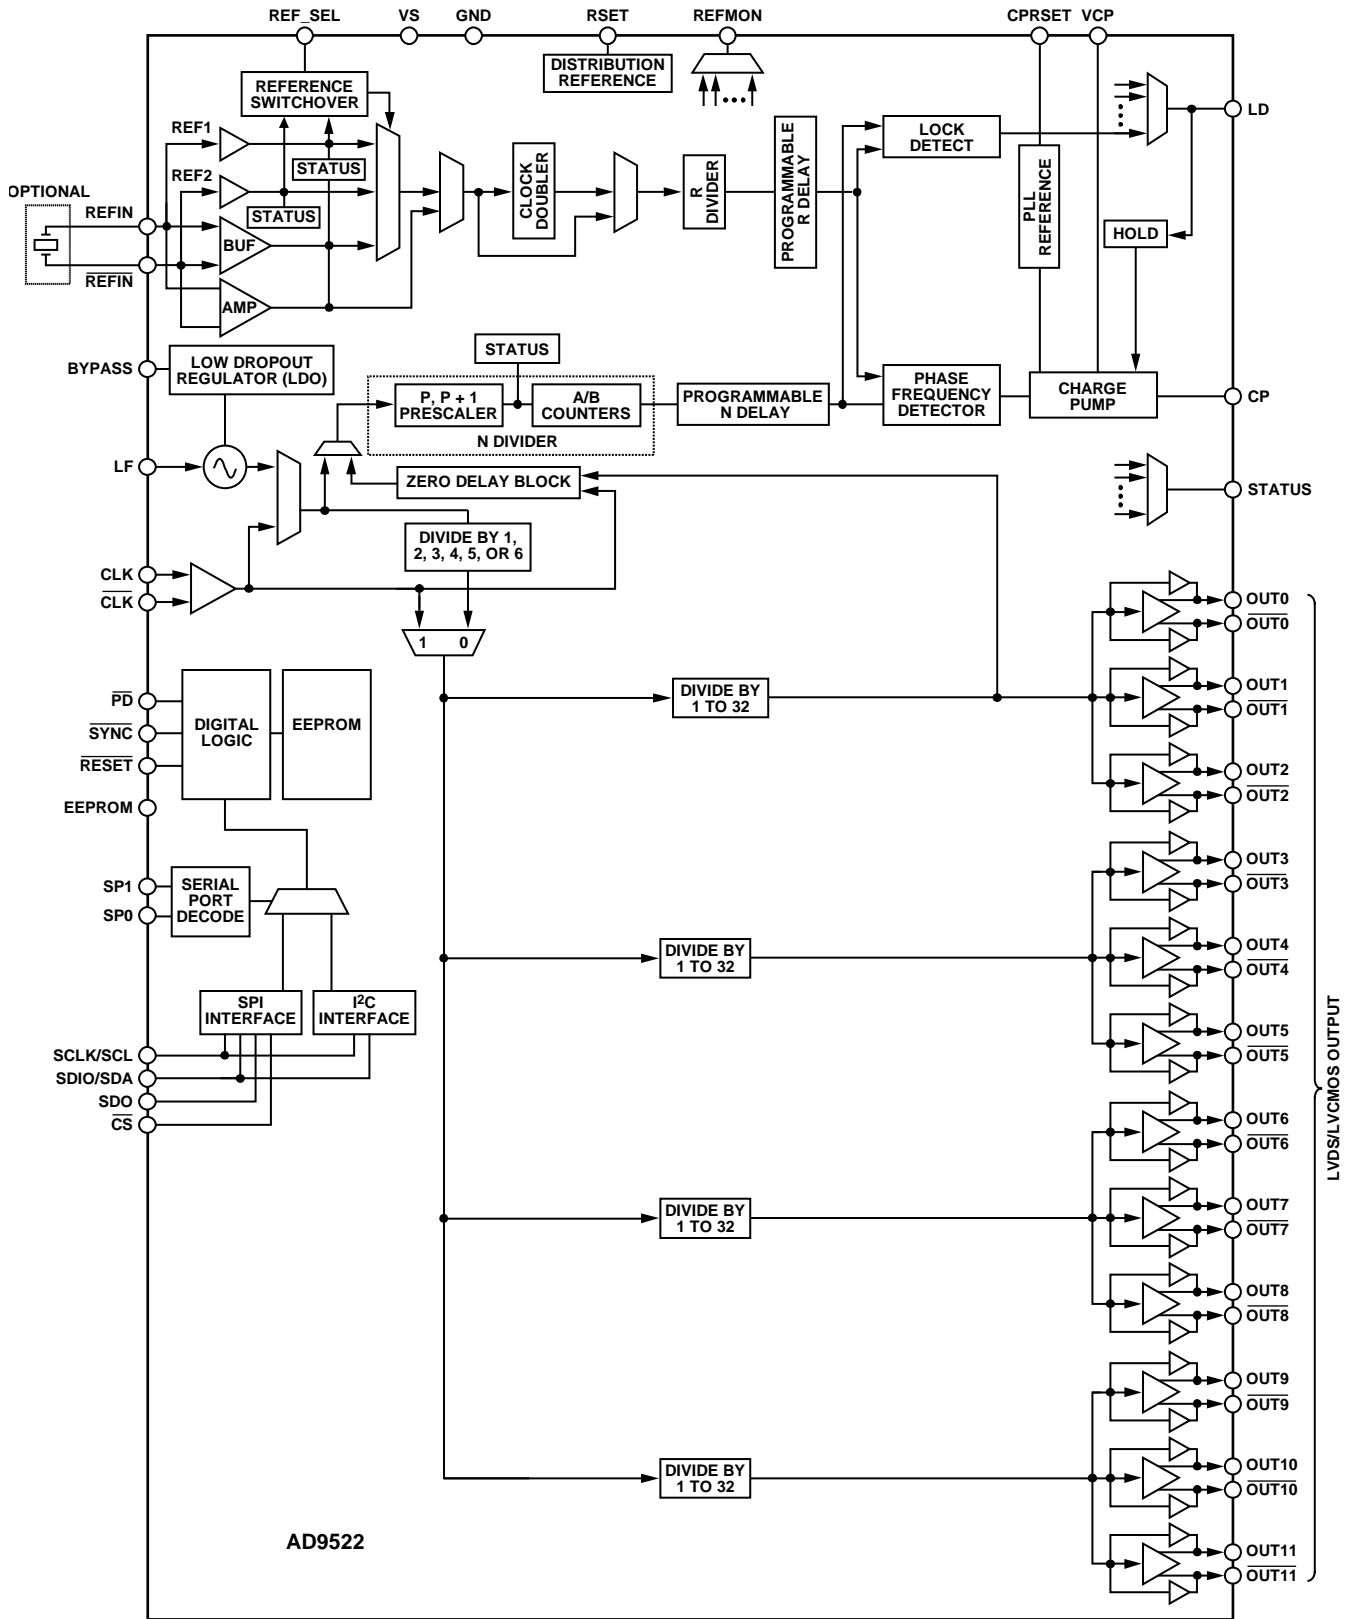 REF_SEL
VS
GND
RSET
REFMON
CPRSET
VCP
DISTRIBUTION
REFERENCE
REFERENCE
SWITCHOVER
REF1
STATUS
REF2
STATUS
BUF
AMP
OPTIONAL
REFIN
REFIN
CLOCK
DOUBLER
R
DIVIDER
PROGRAMMABLE
R DELAY
LOCK
DETECT
PLL
REFERENCE
HOLD
LD
BYPASS
LOW DROPOUT
REGULATOR (LDO)
STATUS
P, P + 1
PRESCALER
A/B
COUNTERS
N DIVIDER
PROGRAMMABLE
N DELAY
PHASE
FREQUENCY
DETECTOR
CHARGE
PUMP
CP
LF
ZERO DELAY BLOCK
STATUS
DIVIDE BY 1,
2, 3, 4, 5, OR 6
CLK
CLK
1 0
PD
SYNC
RESET
EEPROM
DIGITAL
LOGIC
EEPROM
SP1
SP0
SERIAL
PORT
DECODE
SPI
INTERFACE
I²C
INTERFACE
SCLK/SCL
SDIO/SDA
SDO
CS
DIVIDE BY
1 TO 32
DIVIDE BY
1 TO 32
DIVIDE BY
1 TO 32
DIVIDE BY
1 TO 32
OUT0
OUT0
OUT1
OUT1
OUT2
OUT2
OUT3
OUT3
OUT4
OUT4
OUT5
OUT5
OUT6
OUT6
OUT7
OUT7
OUT8
OUT8
OUT9
OUT9
OUT10
OUT10
OUT11
OUT11
LVDS/LVCMOS OUTPUT
AD9522